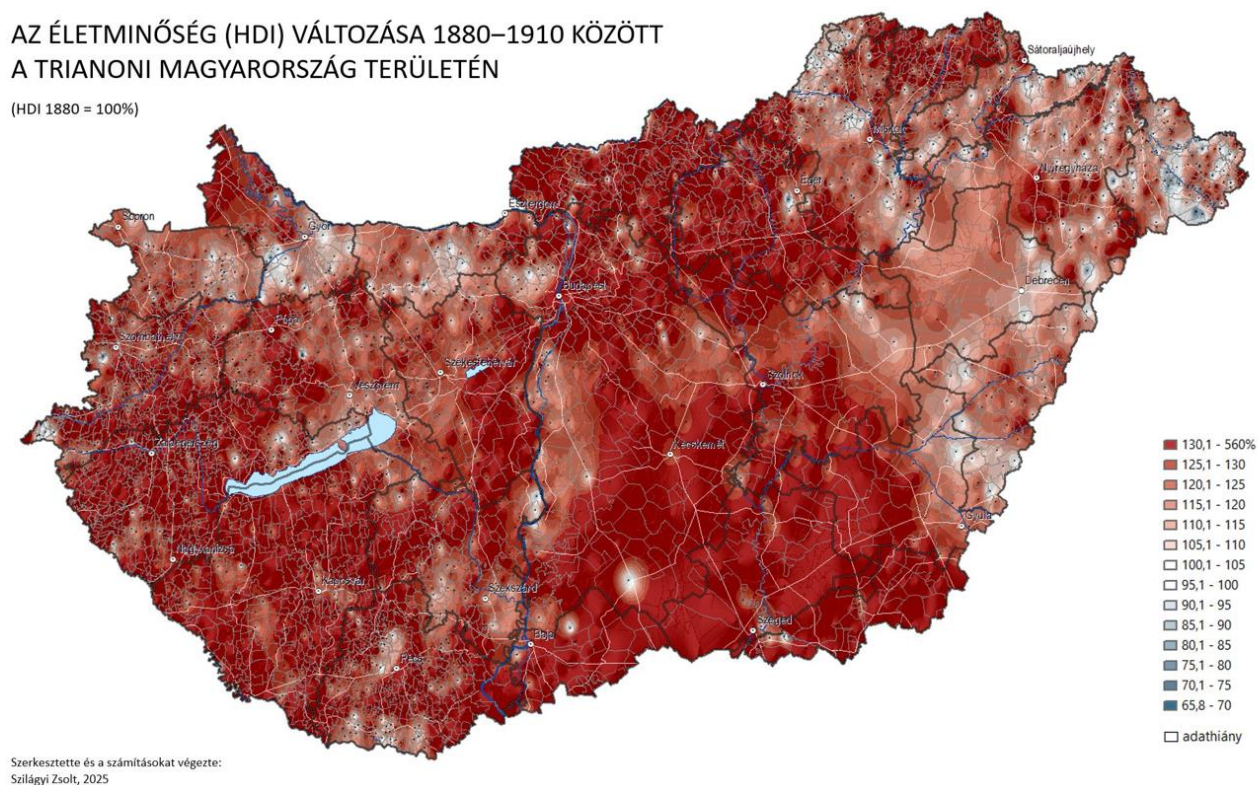 AZ ÉLETMINŐSÉG (HDI) VÁLTOZÁSA 1880–1910 KÖZÖTT
A TRIANONI MAGYARORSZÁG TERÜLETÉN
(HDI 1880 = 100%)
Sátoraljaújhely
Miskolc
Eger
Nyíregyháza
Sopron
Győr
Esztergom
Budapest
Debrecen
Szombathely
Pápa
Székesfehérvár
Veszprém
Szolnok
Zalaegerszeg
Kecskemét
Gyula
Nagykanizsa
Kaposvár
Szekszárd
Szeged
Baja
Pécs
130,1 - 560%
125,1 - 130
120,1 - 125
115,1 - 120
110,1 - 115
105,1 - 110
100,1 - 105
95,1 - 100
90,1 - 95
85,1 - 90
80,1 - 85
75,1 - 80
70,1 - 75
65,8 - 70
adathiány
Szerkesztette és a számításokat végezte:
Szilágyi Zsolt, 2025